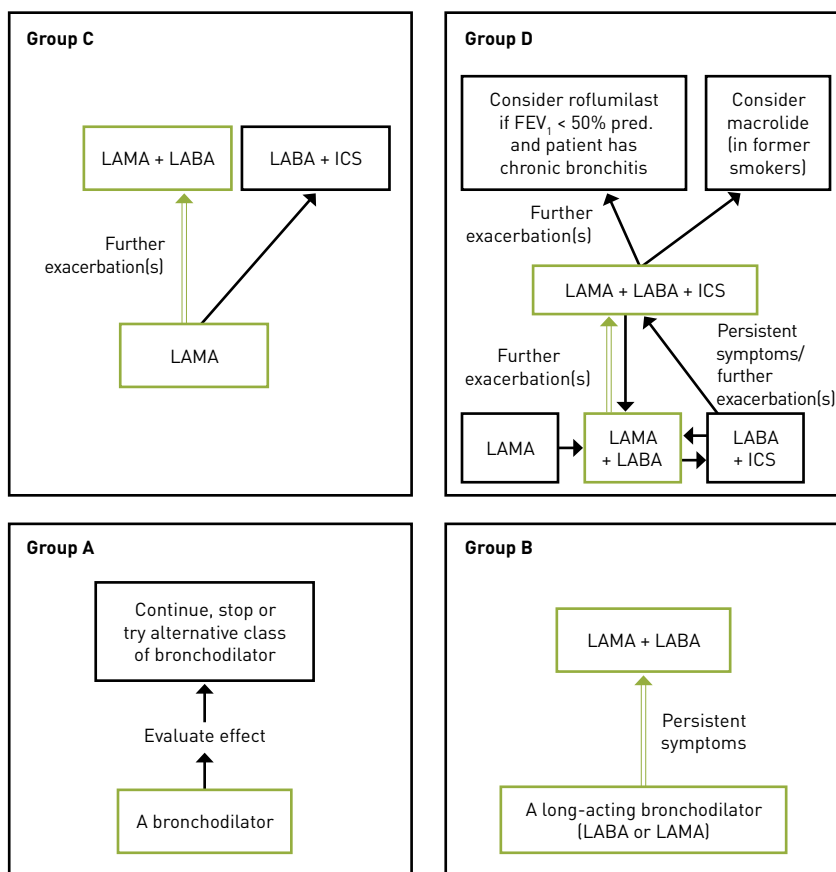 Group C
LAMA + LABA
LABA + ICS
Further
exacerbation(s)
LAMA
Group D
Consider roflumilast
if FEV₁ < 50% pred.
and patient has
chronic bronchitis
Consider
macrolide
(in former
smokers)
Further
exacerbation(s)
LAMA + LABA + ICS
Further
exacerbation(s)
Persistent
symptoms/
further
exacerbation(s)
LAMA
LAMA
+ LABA
LABA
+ ICS
Group A
Continue, stop or
try alternative class
of bronchodilator
Evaluate effect
A bronchodilator
Group B
LAMA + LABA
Persistent
symptoms
A long-acting bronchodilator
(LABA or LAMA)